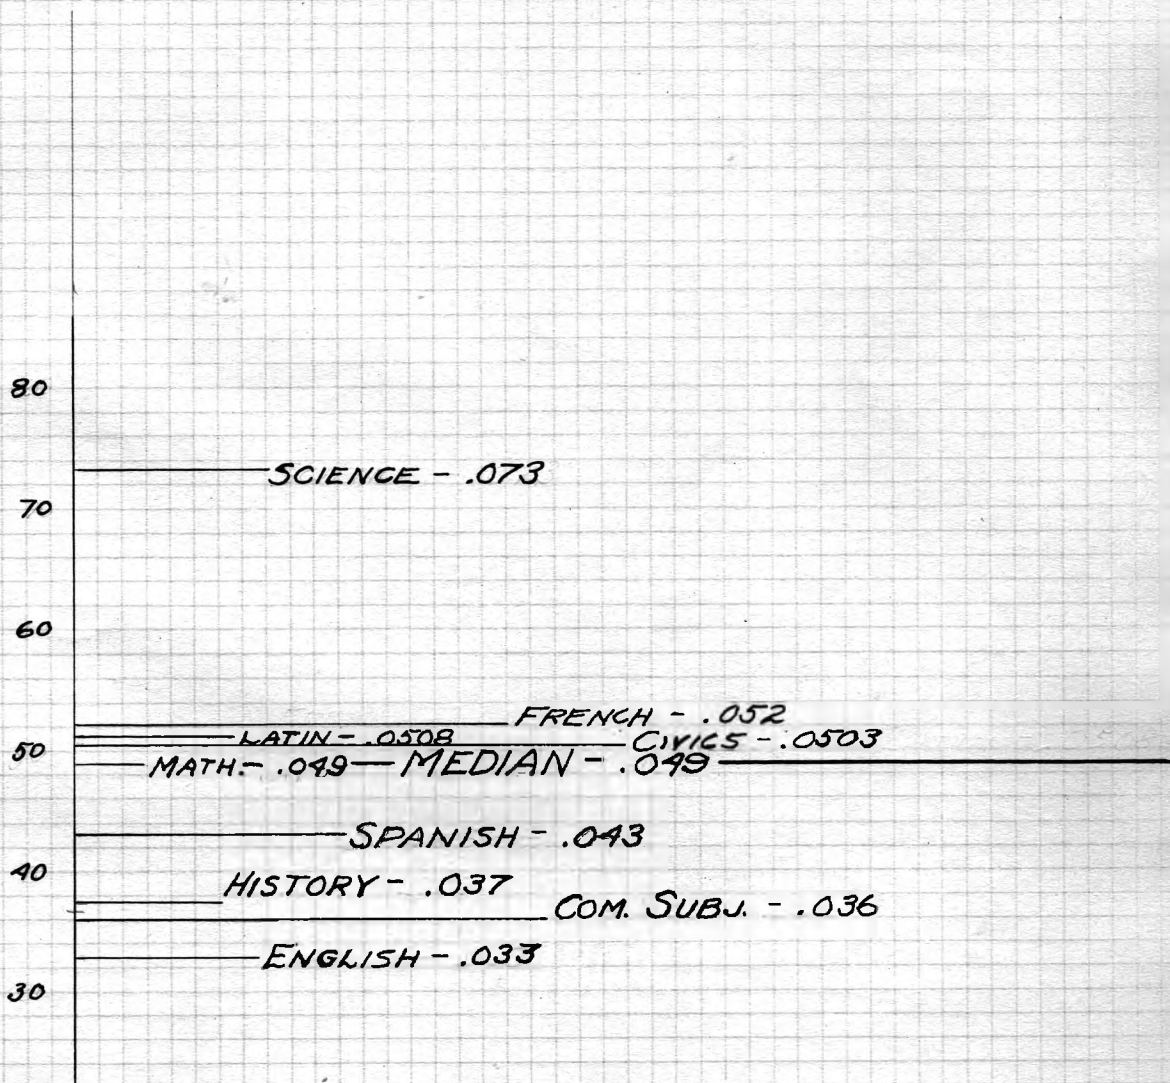 80
SCIENCE - .073
70
60
FRENCH - .052
LATIN - .0508
CIVICS - .0503
50
MATH. - .049 — MEDIAN - .049
SPANISH - .043
40
HISTORY - .037
COM. SUBJ. - .036
ENGLISH - .033
30